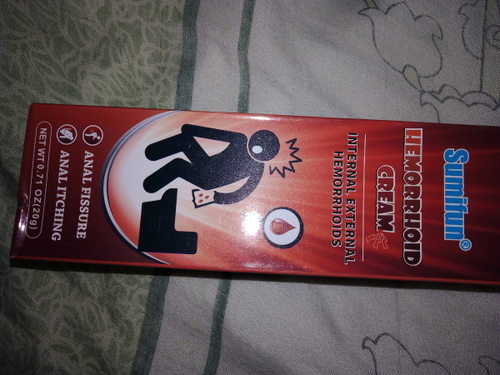 Sumifun®
HEMORRHOID
CREAM
INTERNAL EXTERNAL
HEMORRHOIDS
ANAL FISSURE
ANAL ITCHING
NET WT 0.71 OZ(20g)